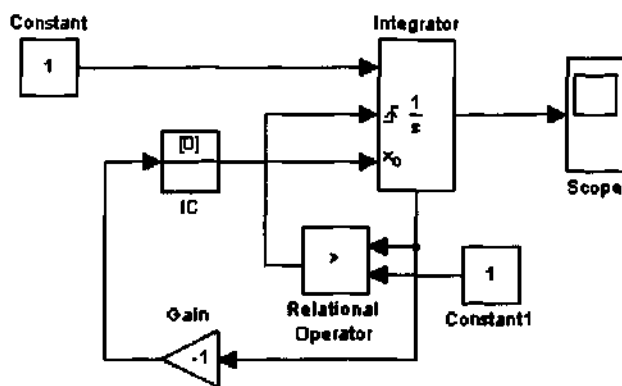 Constant
Integrator
1
1
s
x0
[0]
IC
Scope
>
1
Relational
Operator
Constant1
Gain
-1